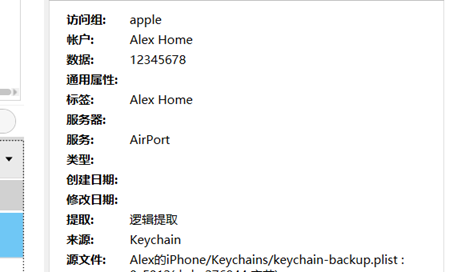 访问组: apple
帐户: Alex Home
数据: 12345678
通用属性:
标签: Alex Home
服务器:
服务: AirPort
类型:
创建日期:
修改日期:
提取: 逻辑提取
来源: Keychain
源文件: Alex的iPhone/Keychains/keychain-backup.plist :